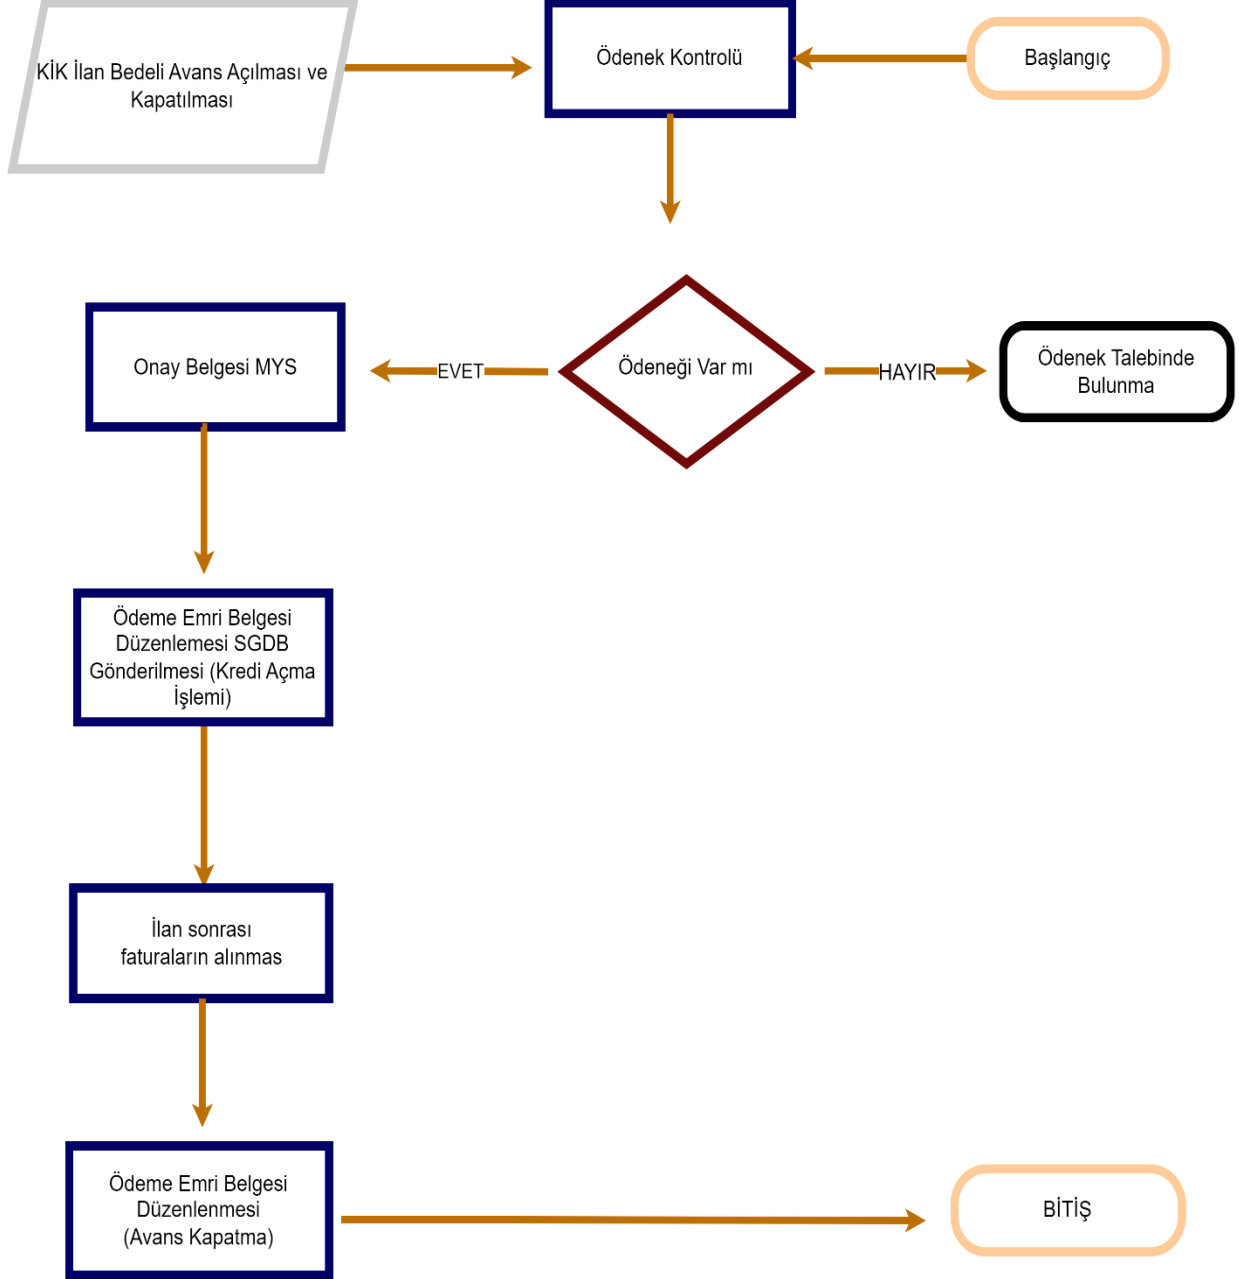 KİK İlan Bedeli Avans Açılması ve
Kapatılması
Ödenek Kontrolü
Başlangıç
Onay Belgesi MYS
EVET
Ödeneği Var mı
HAYIR
Ödenek Talebinde
Bulunma
Ödeme Emri Belgesi
Düzenlemesi SGDB
Gönderilmesi (Kredi Açma
İşlemi)
İlan sonrası
faturaların alınmas
Ödeme Emri Belgesi
Düzenlenmesi
(Avans Kapatma)
BİTİŞ